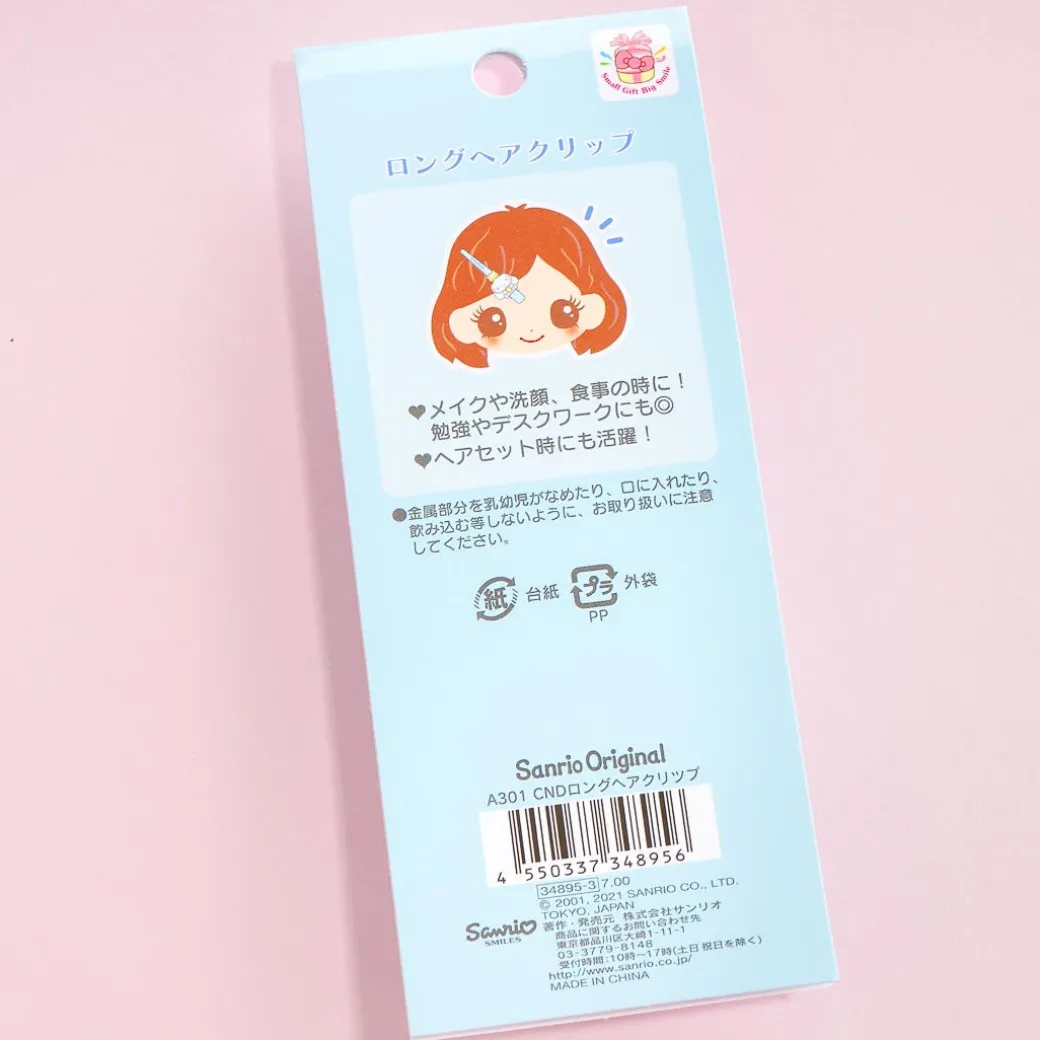 Small Gift Big Smile
ロングヘアクリップ
♥メイクや洗顔、食事の時に！
勉強やデスクワークにも◎
♥ヘアセット時にも活躍！
●金属部分を乳幼児がなめたり、口に入れたり、
飲み込む等しないように、お取り扱いに注意
してください。
紙 台紙 プラ 外袋
PP
Sanrio Original
A301 CNDロングヘアクリツプ
4 550337 348956
34895-3 7.00
© 2001, 2021 SANRIO CO., LTD.
TOKYO, JAPAN
Sanrio
SMILES
著作・発売元 株式会社サンリオ
商品に関するお問い合わせ先
東京都品川区大崎1-11-1
03-3779-8148
受付時間:10時～17時(土日祝日を除く)
http://www.sanrio.co.jp/
MADE IN CHINA